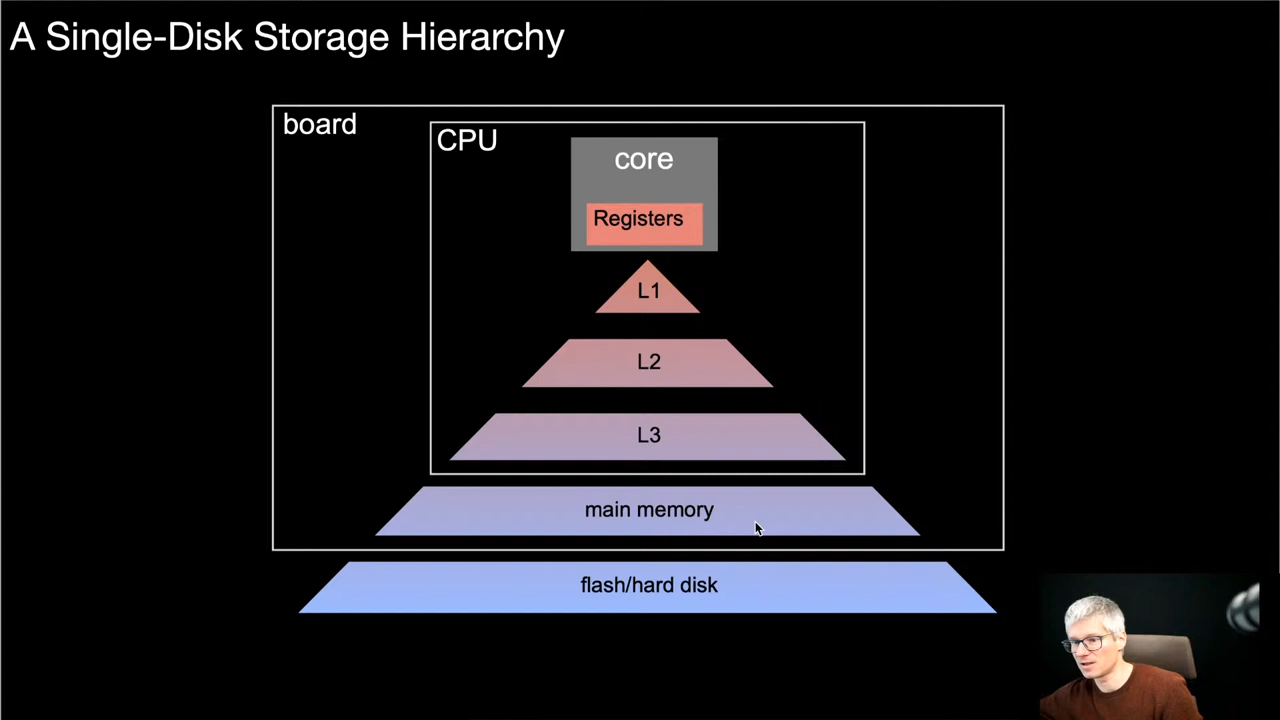 A Single-Disk Storage Hierarchy
board
CPU
core
Registers
L1
L2
L3
main memory
flash/hard disk